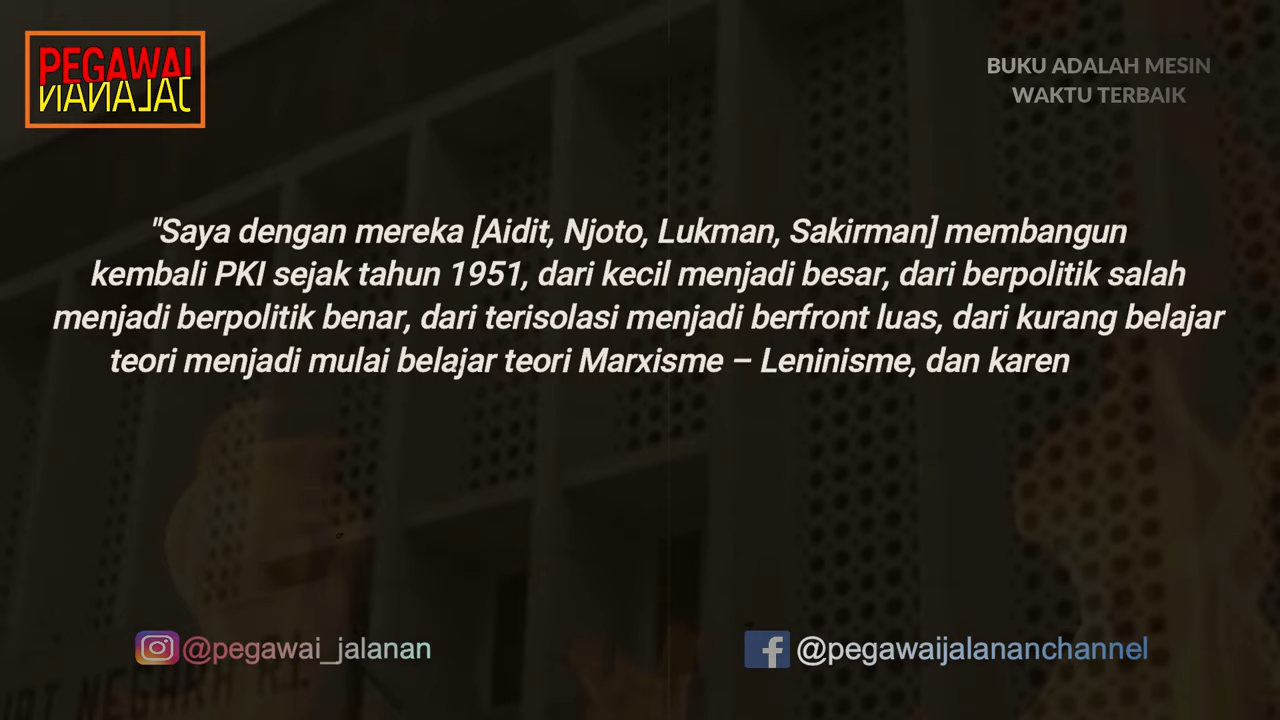 PEGAWAI
JALANAN
BUKU ADALAH MESIN
WAKTU TERBAIK
"Saya dengan mereka [Aidit, Njoto, Lukman, Sakirman] membangun
kembali PKI sejak tahun 1951, dari kecil menjadi besar, dari berpolitik salah
menjadi berpolitik benar, dari terisolasi menjadi berfront luas, dari kurang belajar
teori menjadi mulai belajar teori Marxisme – Leninisme, dan karen
@pegawai_jalanan
@pegawaijalananchannel
NEGARA R.I.